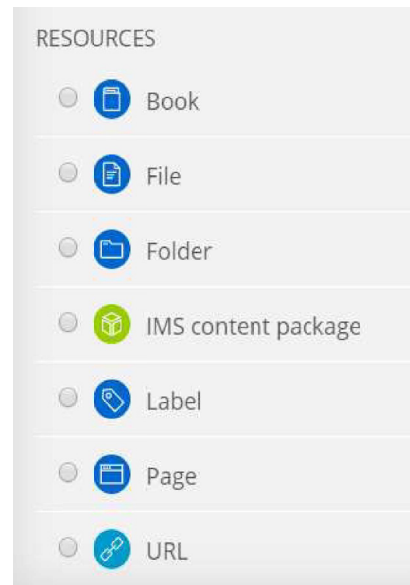 RESOURCES
Book
File
Folder
IMS content package
Label
Page
URL